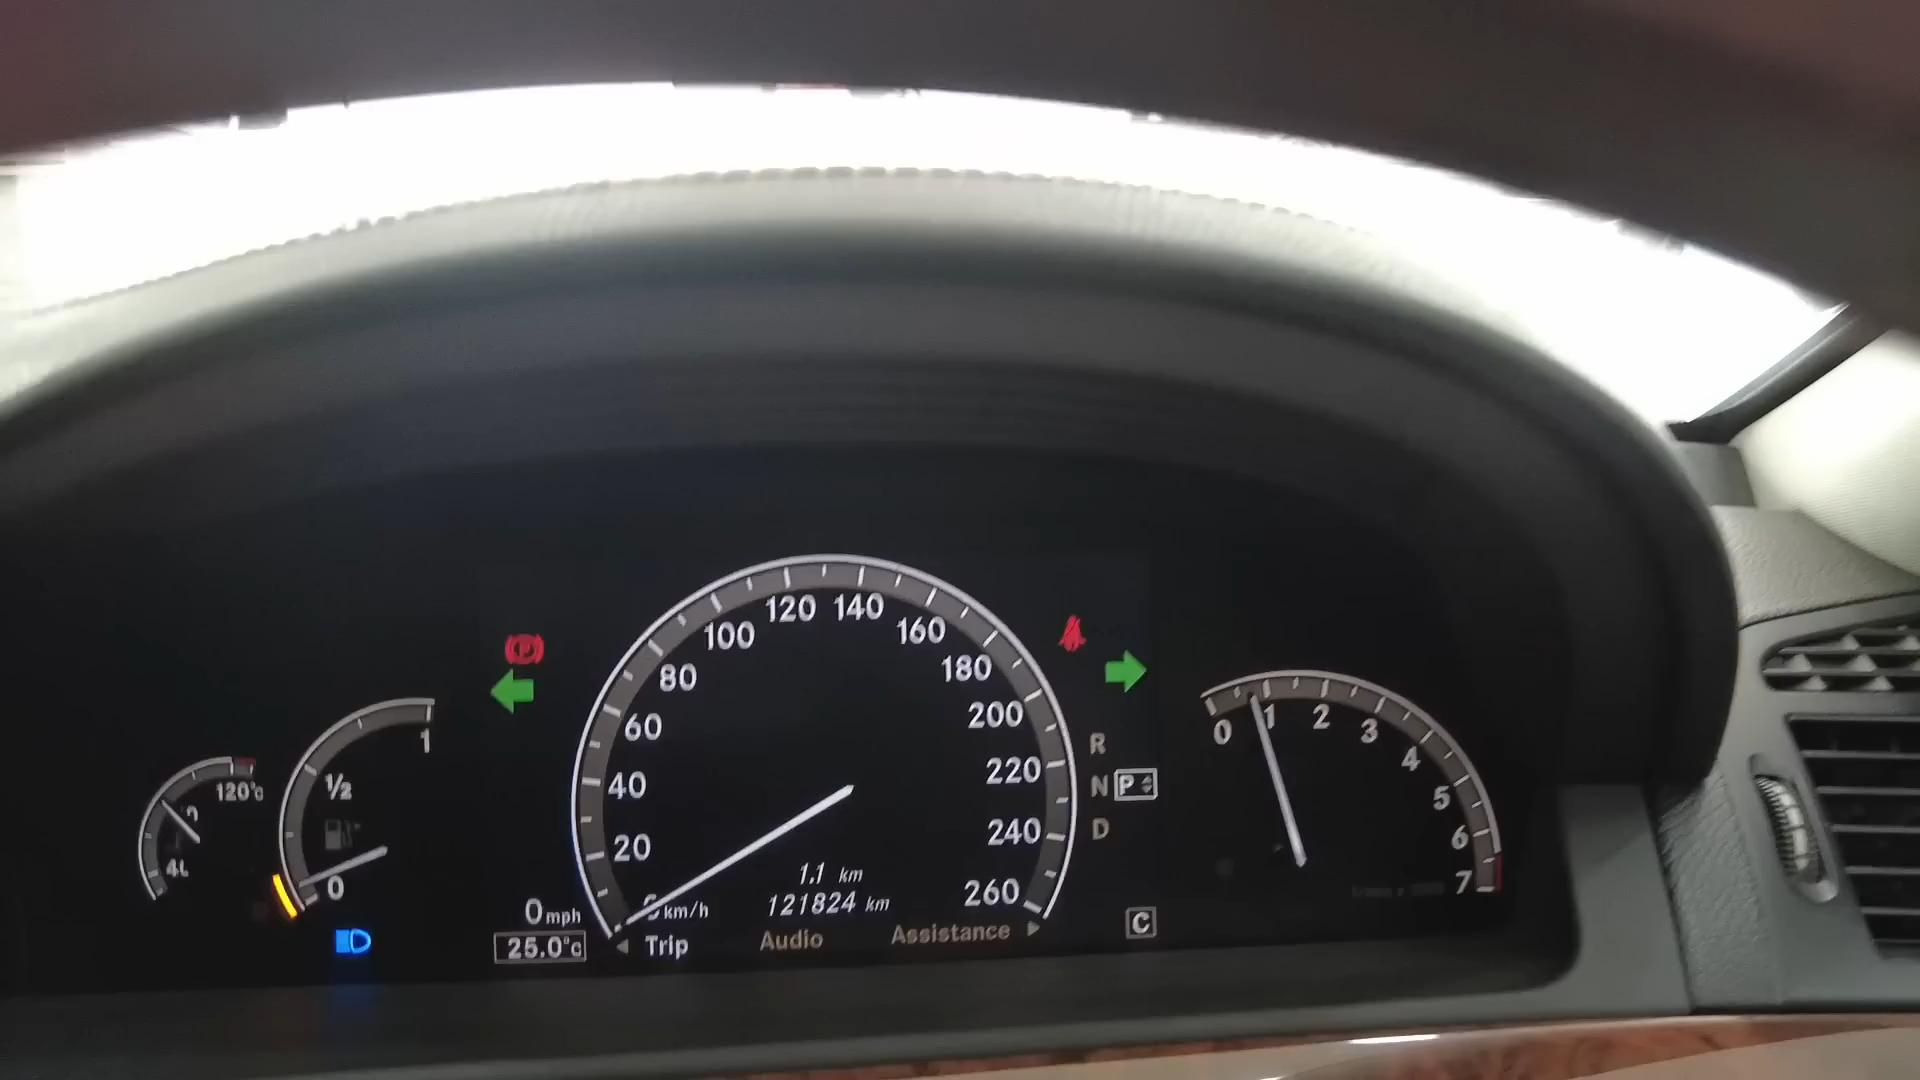 120 140
100 160
80 180
60 200
40 220
20 240
260
km/h
1.1 km
121824 km
0 mph
25.0°C
Trip Audio Assistance
120°C
1
½
0
R
N P
D
C
0 1 2 3 4 5 6 7